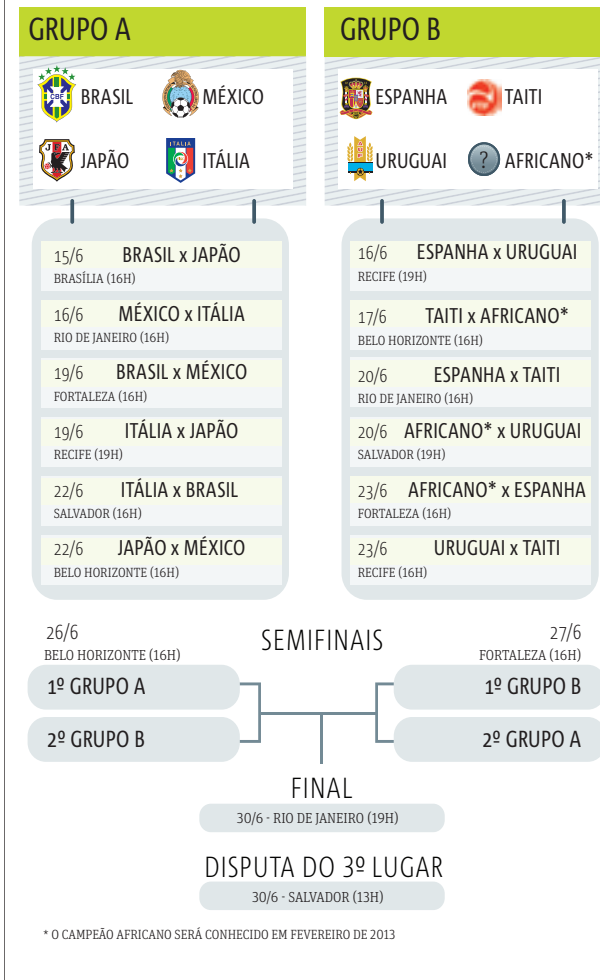 GRUPO A
BRASIL
MÉXICO
JAPÃO
ITÁLIA
15/6 BRASIL x JAPÃO
BRASÍLIA (16H)
16/6 MÉXICO x ITÁLIA
RIO DE JANEIRO (16H)
19/6 BRASIL x MÉXICO
FORTALEZA (16H)
19/6 ITÁLIA x JAPÃO
RECIFE (19H)
22/6 ITÁLIA x BRASIL
SALVADOR (16H)
22/6 JAPÃO x MÉXICO
BELO HORIZONTE (16H)
GRUPO B
ESPANHA
TAITI
URUGUAI
? AFRICANO*
16/6 ESPANHA x URUGUAI
RECIFE (19H)
17/6 TAITI x AFRICANO*
BELO HORIZONTE (16H)
20/6 ESPANHA x TAITI
RIO DE JANEIRO (16H)
20/6 AFRICANO* x URUGUAI
SALVADOR (19H)
23/6 AFRICANO* x ESPANHA
FORTALEZA (16H)
23/6 URUGUAI x TAITI
RECIFE (16H)
SEMIFINAIS
26/6
BELO HORIZONTE (16H)
1º GRUPO A
2º GRUPO B
27/6
FORTALEZA (16H)
1º GRUPO B
2º GRUPO A
FINAL
30/6 - RIO DE JANEIRO (19H)
DISPUTA DO 3º LUGAR
30/6 - SALVADOR (13H)
* O CAMPEÃO AFRICANO SERÁ CONHECIDO EM FEVEREIRO DE 2013